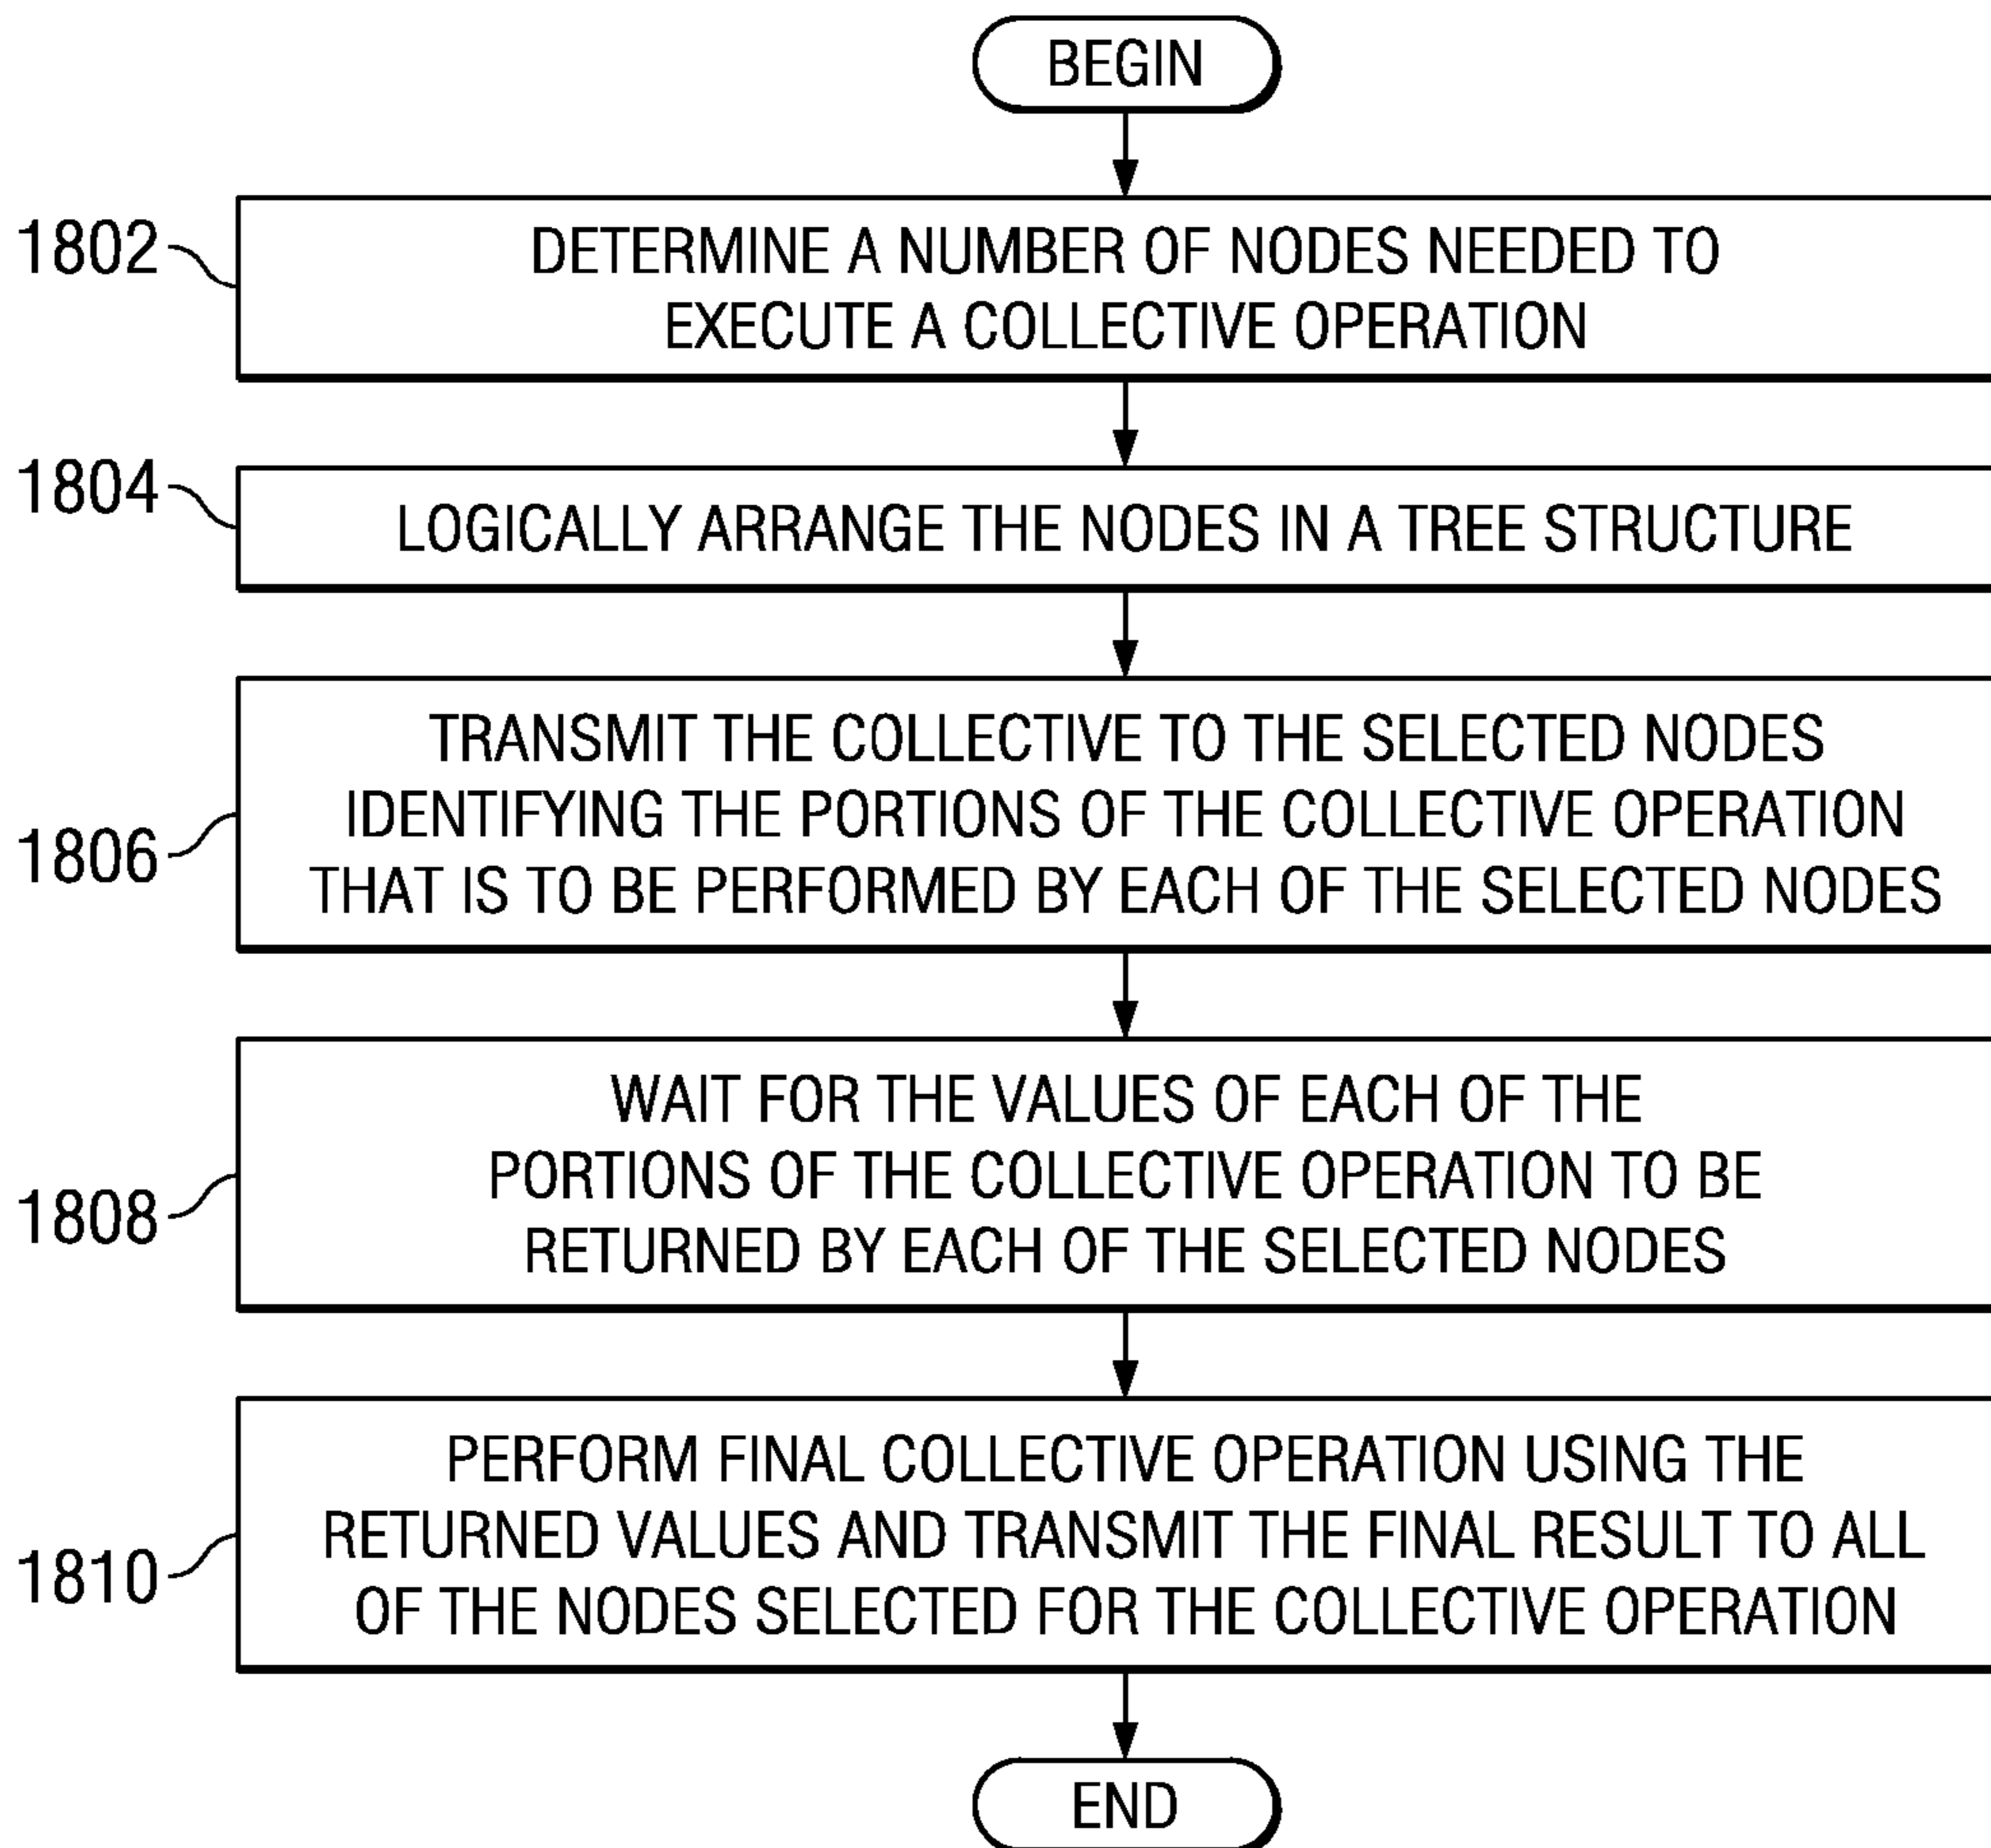 BEGIN
1802
DETERMINE A NUMBER OF NODES NEEDED TO
EXECUTE A COLLECTIVE OPERATION
1804
LOGICALLY ARRANGE THE NODES IN A TREE STRUCTURE
1806
TRANSMIT THE COLLECTIVE TO THE SELECTED NODES
IDENTIFYING THE PORTIONS OF THE COLLECTIVE OPERATION
THAT IS TO BE PERFORMED BY EACH OF THE SELECTED NODES
1808
WAIT FOR THE VALUES OF EACH OF THE
PORTIONS OF THE COLLECTIVE OPERATION TO BE
RETURNED BY EACH OF THE SELECTED NODES
1810
PERFORM FINAL COLLECTIVE OPERATION USING THE
RETURNED VALUES AND TRANSMIT THE FINAL RESULT TO ALL
OF THE NODES SELECTED FOR THE COLLECTIVE OPERATION
END